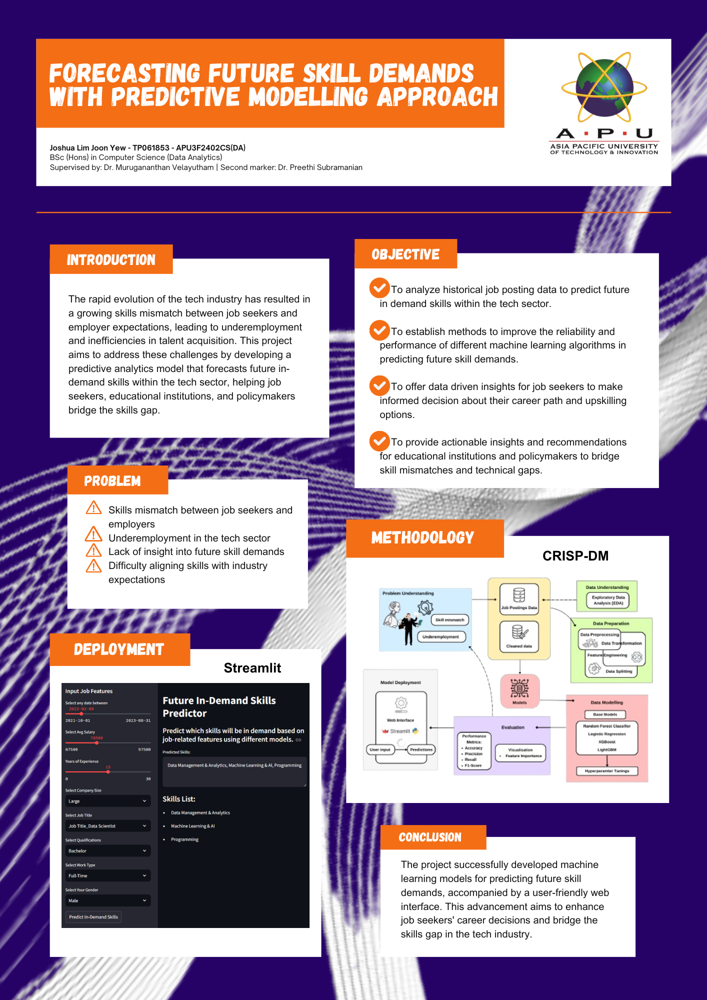 FORECASTING FUTURE SKILL DEMANDS
WITH PREDICTIVE MODELLING APPROACH
A P U
ASIA PACIFIC UNIVERSITY
OF TECHNOLOGY & INNOVATION
Joshua Lim Joon Yew - TP061853 - APU3F2402CS(DA)
BSc (Hons) in Computer Science (Data Analytics)
Supervised by: Dr. Murugananthan Velayutham | Second marker: Dr. Preethi Subramanian
INTRODUCTION
The rapid evolution of the tech industry has resulted in
a growing skills mismatch between job seekers and
employer expectations, leading to underemployment
and inefficiencies in talent acquisition. This project
aims to address these challenges by developing a
predictive analytics model that forecasts future in-
demand skills within the tech sector, helping job
seekers, educational institutions, and policymakers
bridge the skills gap.
OBJECTIVE
To analyze historical job posting data to predict future
in demand skills within the tech sector.
To establish methods to improve the reliability and
performance of different machine learning algorithms in
predicting future skill demands.
To offer data driven insights for job seekers to make
informed decision about their career path and upskilling
options.
To provide actionable insights and recommendations
for educational institutions and policymakers to bridge
skill mismatches and technical gaps.
PROBLEM
Skills mismatch between job seekers and
employers
Underemployment in the tech sector
Lack of insight into future skill demands
Difficulty aligning skills with industry
expectations
METHODOLOGY
CRISP-DM
Problem Understanding
Skill mismatch
Underemployment
Job Postings Data
Cleaned data
Data Understanding
Exploratory Data
Analysis (EDA)
Data Preparation
Data Preprocessing
Data Transformation
Feature Engineering
Data Splitting
Models
Data Modelling
Base Models
Random Forest Classifier
Logistic Regression
XGBoost
LightGBM
Hyperparamter Tunings
Evaluation
Performance
Metrics:
• Accuracy
• Precision
• Recall
• F1-Score
Visualisation
• Feature Importance
Model Deployment
Web Interface
Streamlit
User input
Predictions
DEPLOYMENT
Streamlit
Input Job Features
Select any date between
2022-02-09
2021-10-01 2023-08-31
Select Avg Salary
78500
67500 97500
Years of Experience
15
0 30
Select Company Size
Large
Select Job Title
Job Title_Data Scientist
Select Qualifications
Bachelor
Select Work Type
Full-Time
Select Your Gender
Male
Predict In-Demand Skills
Future In-Demand Skills
Predictor
Predict which skills will be in demand based on
job-related features using different models.
Predicted Skills:
Data Management & Analytics, Machine Learning & AI, Programming
Skills List:
• Data Management & Analytics
• Machine Learning & AI
• Programming
CONCLUSION
The project successfully developed machine
learning models for predicting future skill
demands, accompanied by a user-friendly web
interface. This advancement aims to enhance
job seekers' career decisions and bridge the
skills gap in the tech industry.